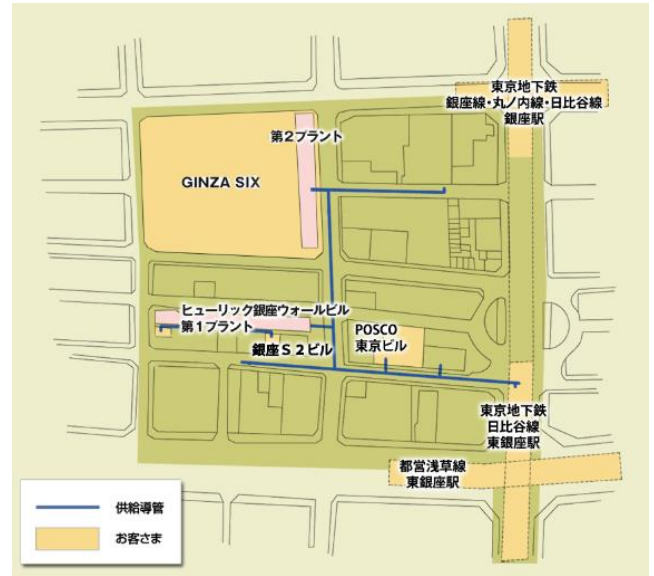 東京地下鉄
銀座線・丸ノ内線・日比谷線
銀座駅
第2プラント
GINZA SIX
ヒューリック銀座ウォールビル
第1プラント
銀座S2ビル
POSCO
東京ビル
東京地下鉄
日比谷線
東銀座駅
都営浅草線
東銀座駅
供給導管
お客さま